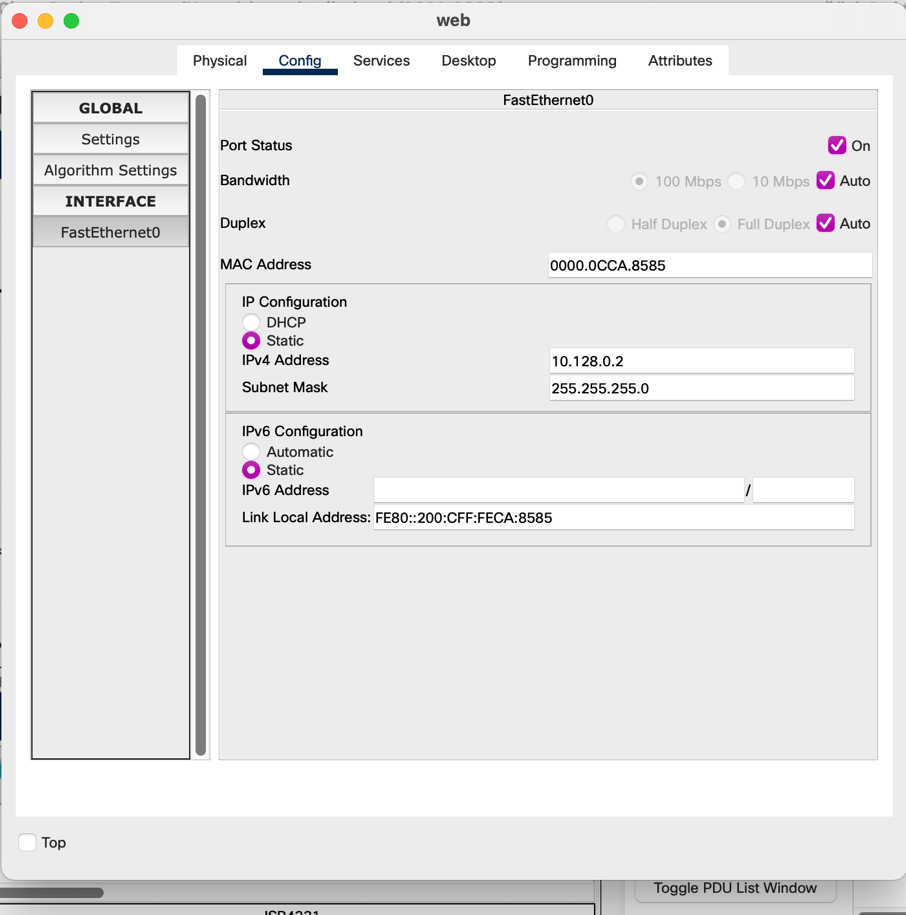 web
Physical Config Services Desktop Programming Attributes
GLOBAL
Settings
Algorithm Settings
INTERFACE
FastEthernet0
FastEthernet0
Port Status On
Bandwidth 100 Mbps 10 Mbps Auto
Duplex Half Duplex Full Duplex Auto
MAC Address 0000.0CCA.8585
IP Configuration
DHCP
Static
IPv4 Address 10.128.0.2
Subnet Mask 255.255.255.0
IPv6 Configuration
Automatic
Static
IPv6 Address /
Link Local Address: FE80::200:CFF:FECA:8585
Top
Toggle PDU List Window